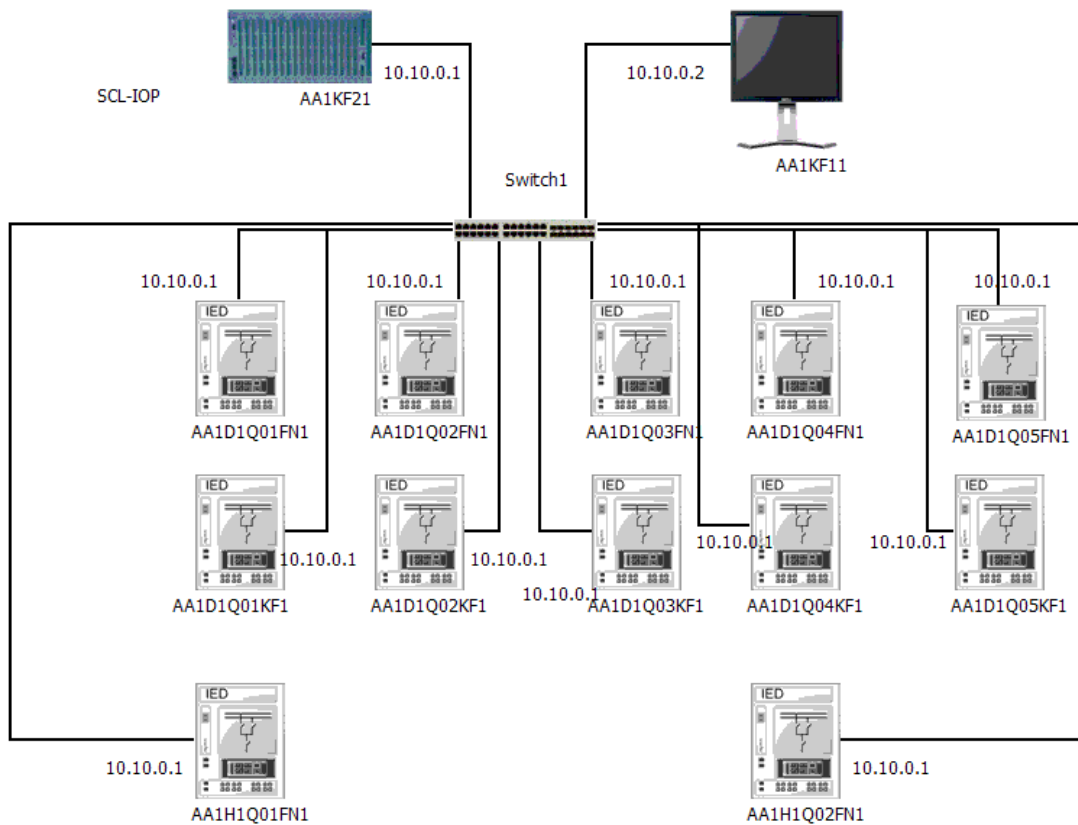 10.10.0.1
10.10.0.2
SCL-IOP
AA1KF21
AA1KF11
Switch1
10.10.0.1
10.10.0.1
10.10.0.1
10.10.0.1
10.10.0.1
IED
IED
IED
IED
IED
AA1D1Q01FN1
AA1D1Q02FN1
AA1D1Q03FN1
AA1D1Q04FN1
AA1D1Q05FN1
IED
IED
IED
IED
IED
10.10.0.1
10.10.0.1
10.10.0.1
10.10.0.1
10.10.0.1
AA1D1Q01KF1
AA1D1Q02KF1
AA1D1Q03KF1
AA1D1Q04KF1
AA1D1Q05KF1
IED
IED
10.10.0.1
10.10.0.1
AA1H1Q01FN1
AA1H1Q02FN1